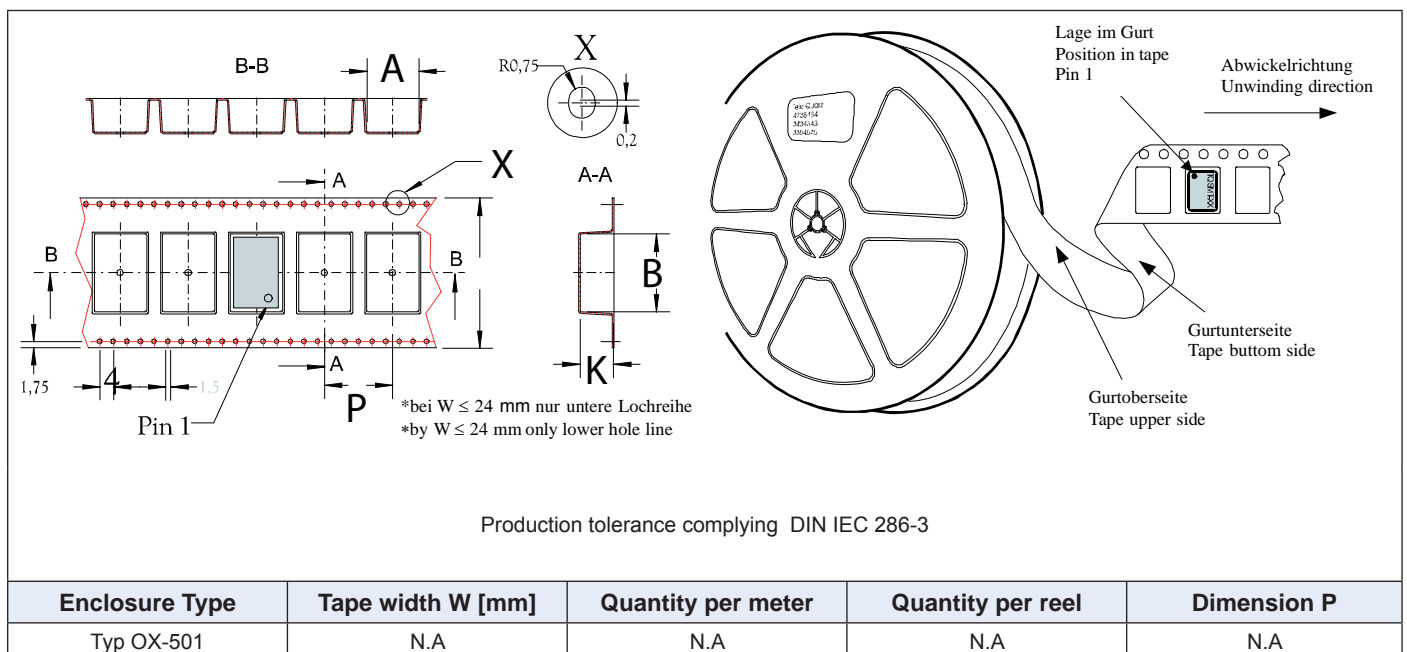 B-B
A
X
R0,75
0,2
X
A
A-A
B
B
B
K
1,75
4
1,5
A
P
Pin 1
*bei W ≤ 24 mm nur untere Lochreihe
*by W ≤ 24 mm only lower hole line
Lage im Gurt
Position in tape
Pin 1
Abwickelrichtung
Unwinding direction
Gurtunterseite
Tape buttom side
Gurtoberseite
Tape upper side
Production tolerance complying DIN IEC 286-3
Enclosure Type Tape width W [mm] Quantity per meter Quantity per reel Dimension P
Typ OX-501 N.A N.A N.A N.A